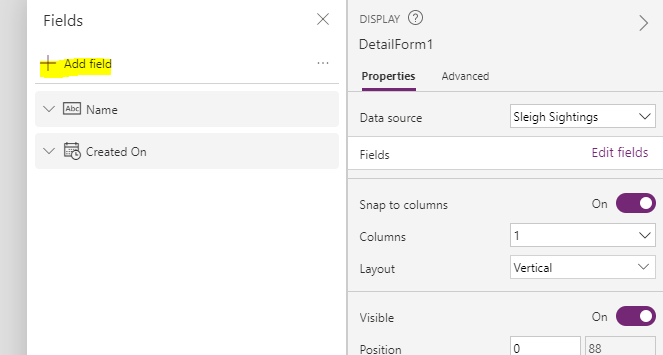 Fields
+ Add field
...
Abc Name
Created On
DISPLAY ?
DetailForm1
Properties Advanced
Data source Sleigh Sightings
Fields Edit fields
Snap to columns On
Columns 1
Layout Vertical
Visible On
Position 0 88